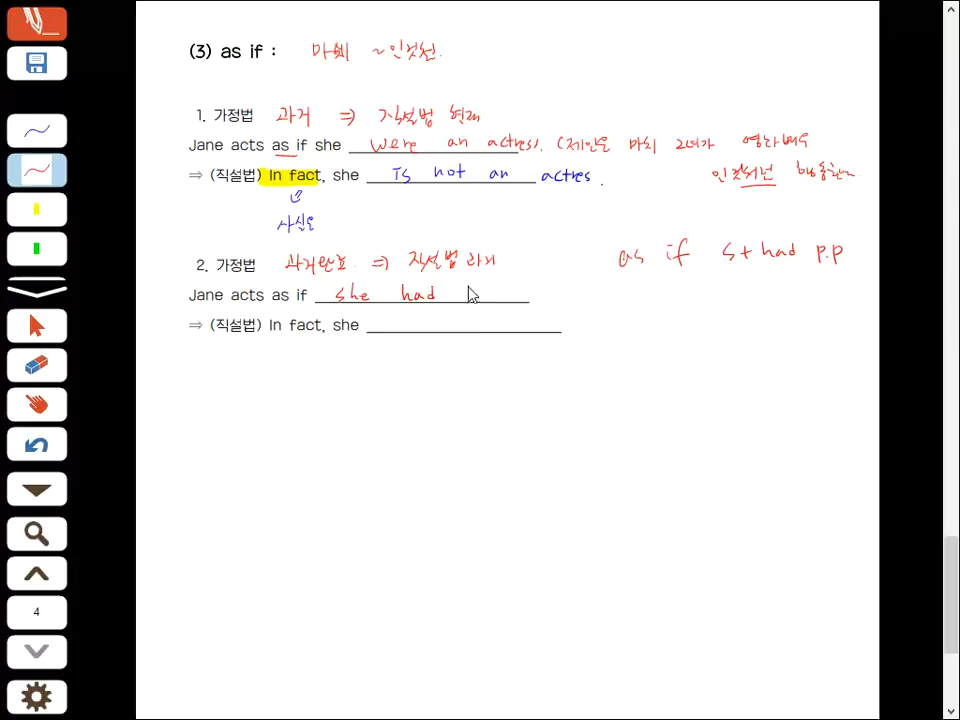 (3) as if : 마치 ~인것처럼.
1. 가정법 과거 ⇒ 직설법 현재
Jane acts as if she were an actress. (제인은 마치 그녀가 영화배우
인것처럼 행동한다
⇒ (직설법) In fact, she is not an actres .
사실은
2. 가정법 과거완료 ⇒ 직설법 과거
as if s+had p.p
Jane acts as if she had
⇒ (직설법) In fact, she
4